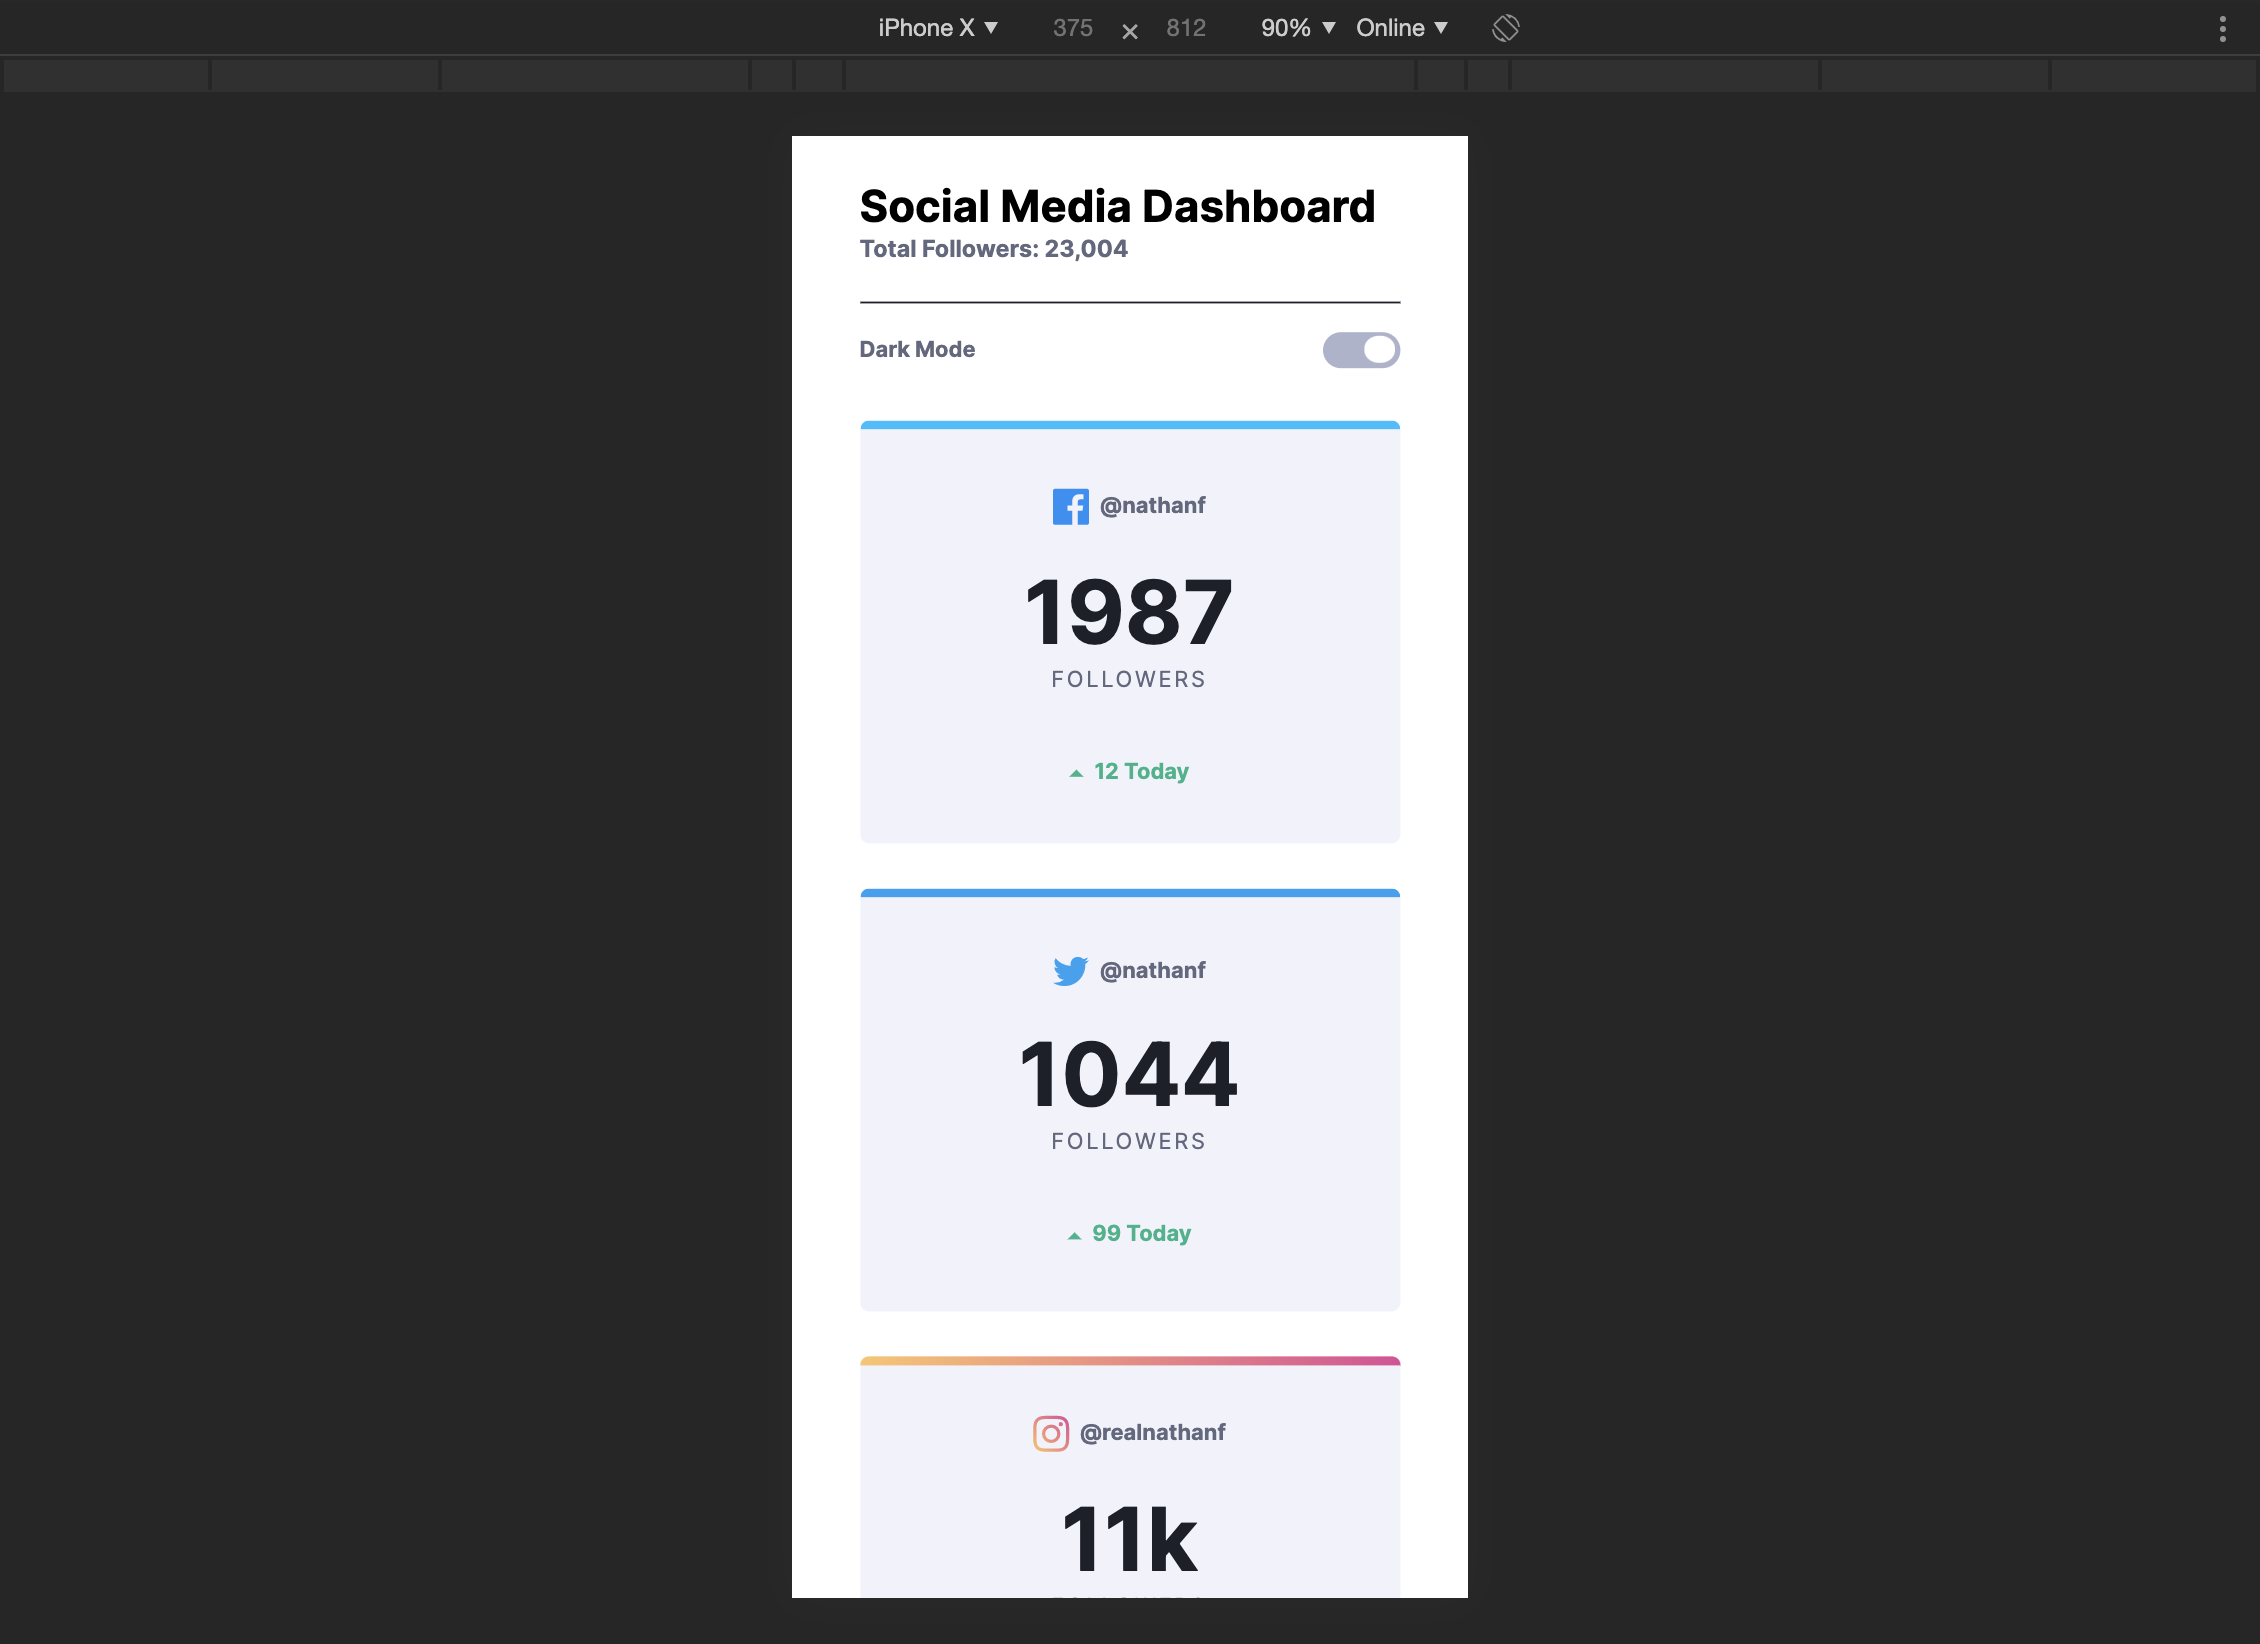 iPhone X ▼ 375 × 812 90% ▼ Online ▼
Social Media Dashboard
Total Followers: 23,004
Dark Mode
@nathanf
1987
FOLLOWERS
12 Today
@nathanf
1044
FOLLOWERS
99 Today
@realnathanf
11k